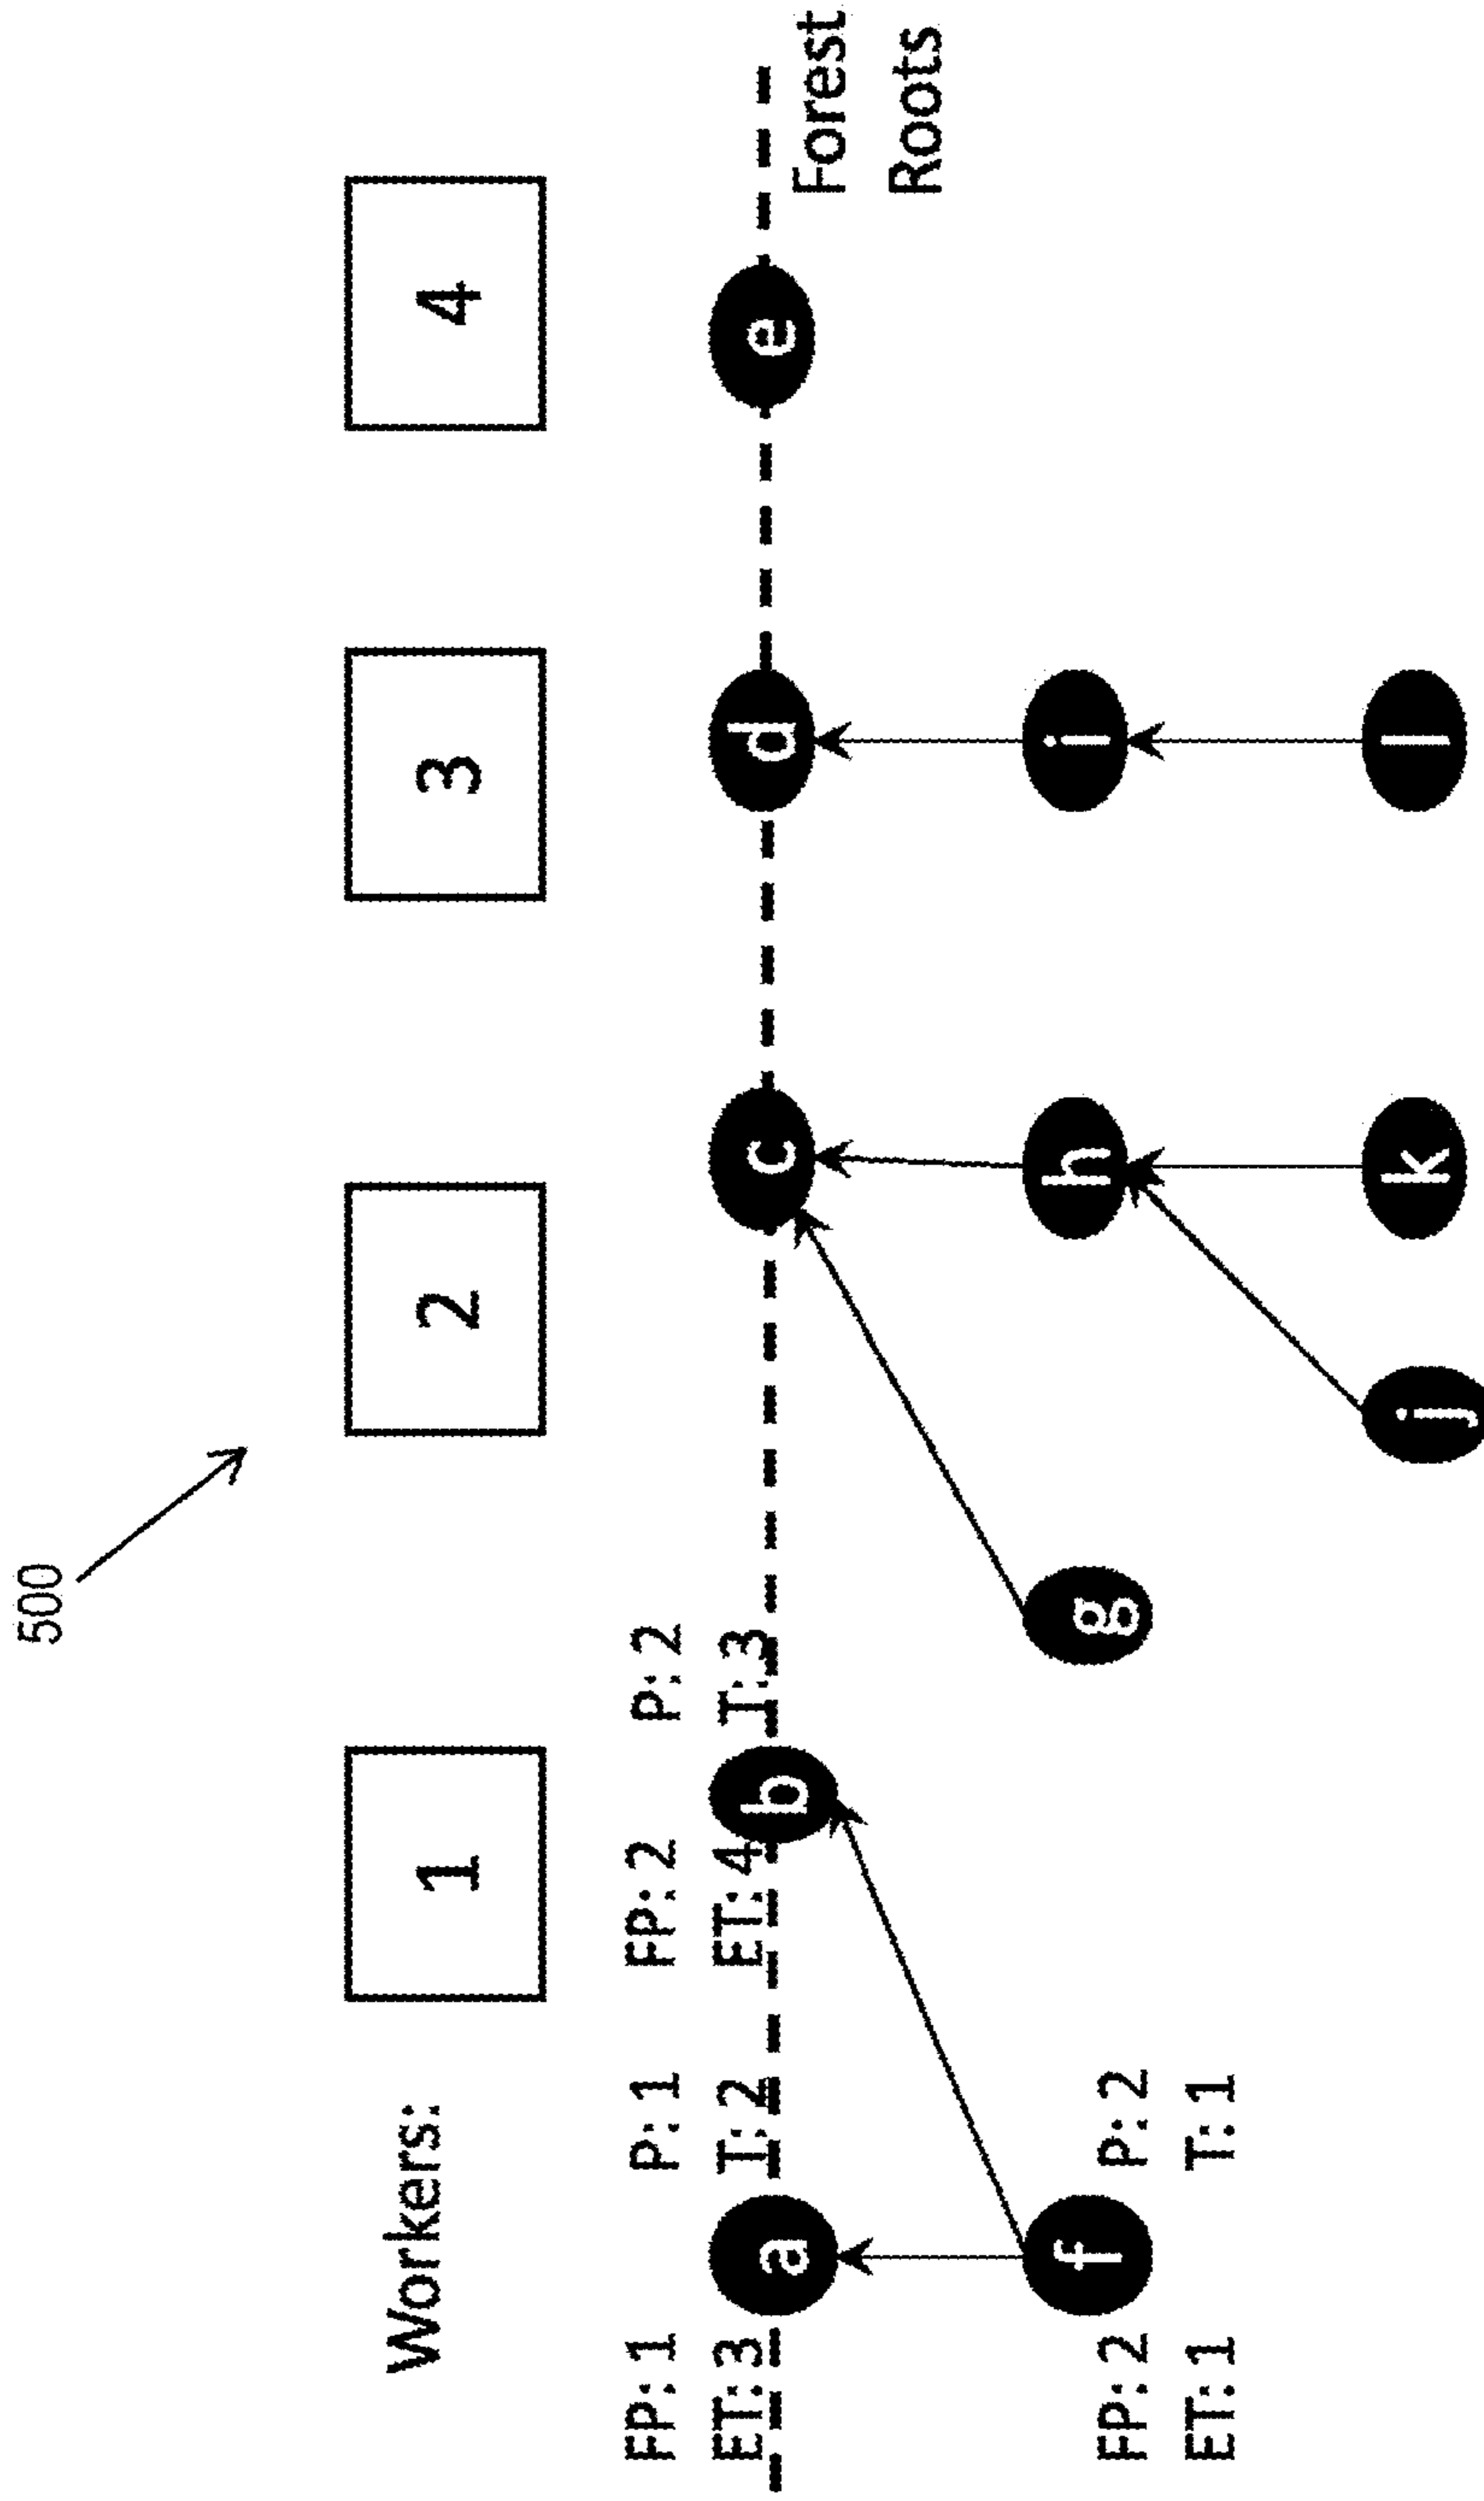 500
Workers: 1 2 3 4
FP:1 P:1 FP:2 P:2
ET:3 T:2 ET:4 T:3
a b c d e
Forest
Roots
f g h i
FP:2 P:2
ET:1 T:1
j k l